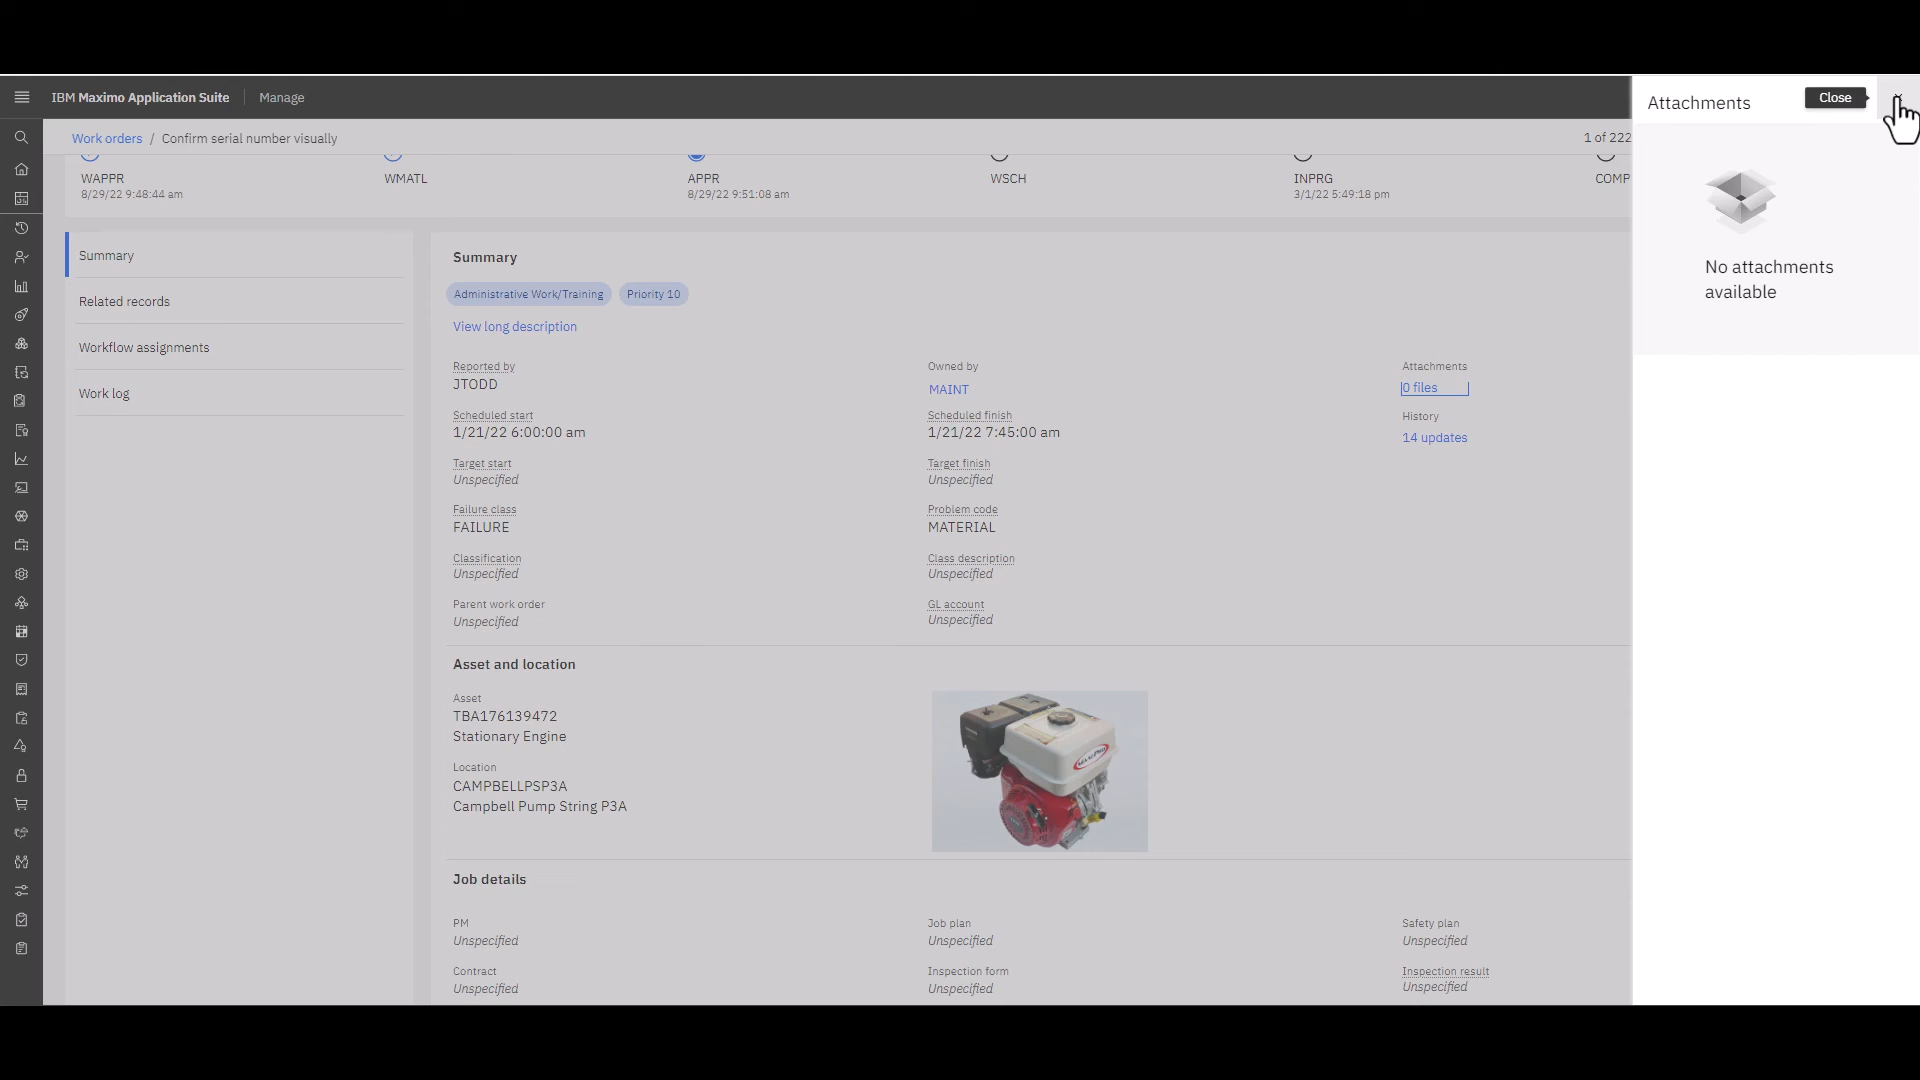 IBM Maximo Application Suite Manage
Attachments
Close
Work orders / Confirm serial number visually
1 of 222
WAPPR
8/29/22 9:48:44 am
WMATL
APPR
8/29/22 9:51:08 am
WSCH
INPRG
3/1/22 5:49:18 pm
COMP
No attachments
available
Summary
Related records
Workflow assignments
Work log
Summary
Administrative Work/Training
Priority 10
View long description
Reported by
JTODD
Owned by
MAINT
Attachments
0 files
Scheduled start
1/21/22 6:00:00 am
Scheduled finish
1/21/22 7:45:00 am
History
14 updates
Target start
Unspecified
Target finish
Unspecified
Failure class
FAILURE
Problem code
MATERIAL
Classification
Unspecified
Class description
Unspecified
Parent work order
Unspecified
GL account
Unspecified
Asset and location
Asset
TBA176139472
Stationary Engine
Location
CAMPBELLPSP3A
Campbell Pump String P3A
Job details
PM
Unspecified
Job plan
Unspecified
Safety plan
Unspecified
Contract
Unspecified
Inspection form
Unspecified
Inspection result
Unspecified